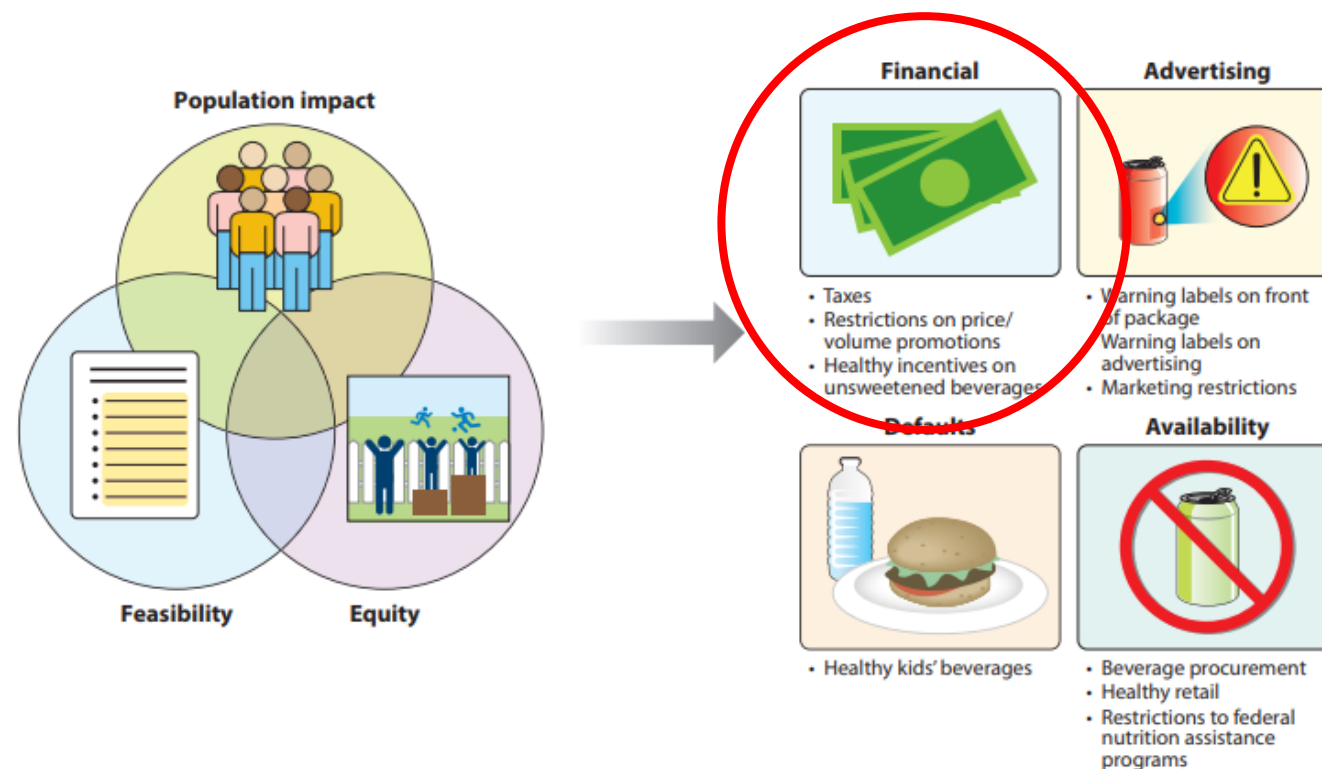 Population impact
Feasibility
Equity
Financial
• Taxes
• Restrictions on price/
volume promotions
• Healthy incentives on
unsweetened beverages
Advertising
• Warning labels on front
of package
Warning labels on
advertising
• Marketing restrictions
Defaults
• Healthy kids’ beverages
Availability
• Beverage procurement
• Healthy retail
• Restrictions to federal
nutrition assistance
programs